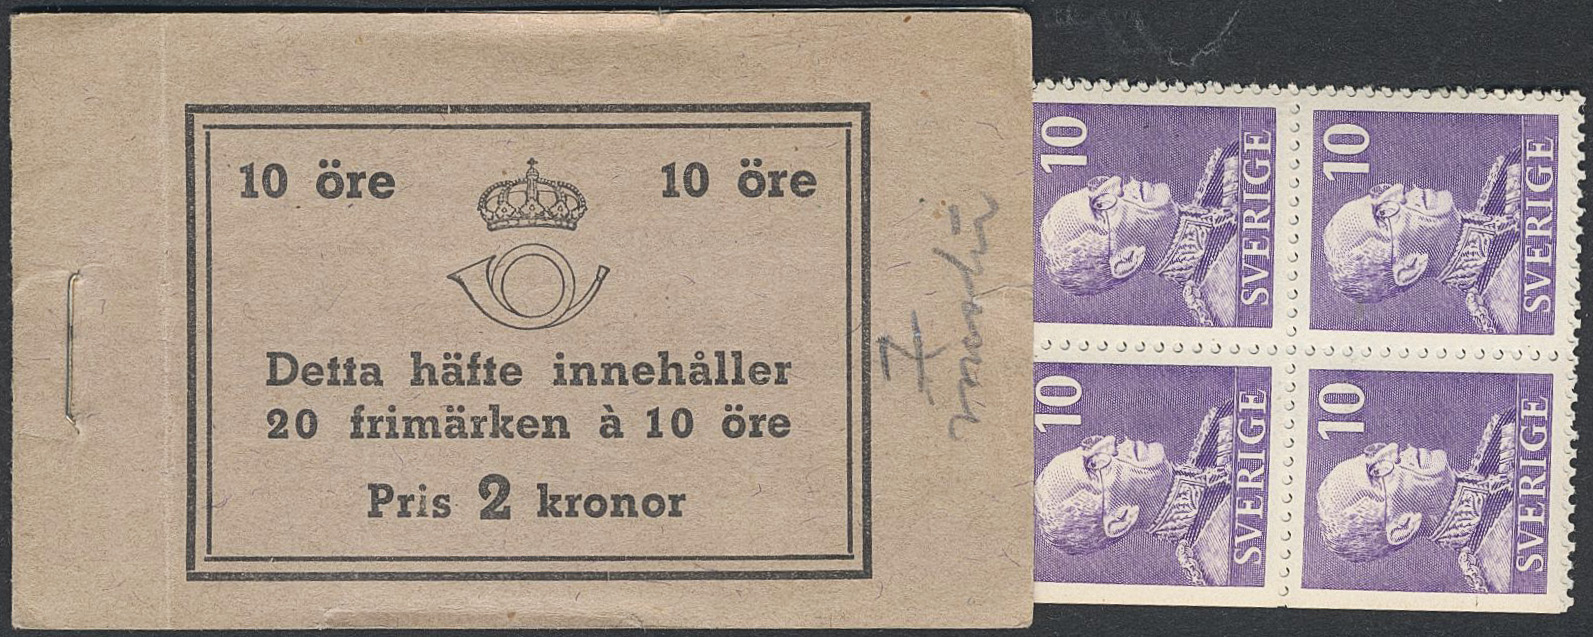 10 öre 10 öre
Detta häfte innehåller
20 frimärken à 10 öre
Pris 2 kronor
10 SVERIGE
10 SVERIGE
10 SVERIGE
10 SVERIGE